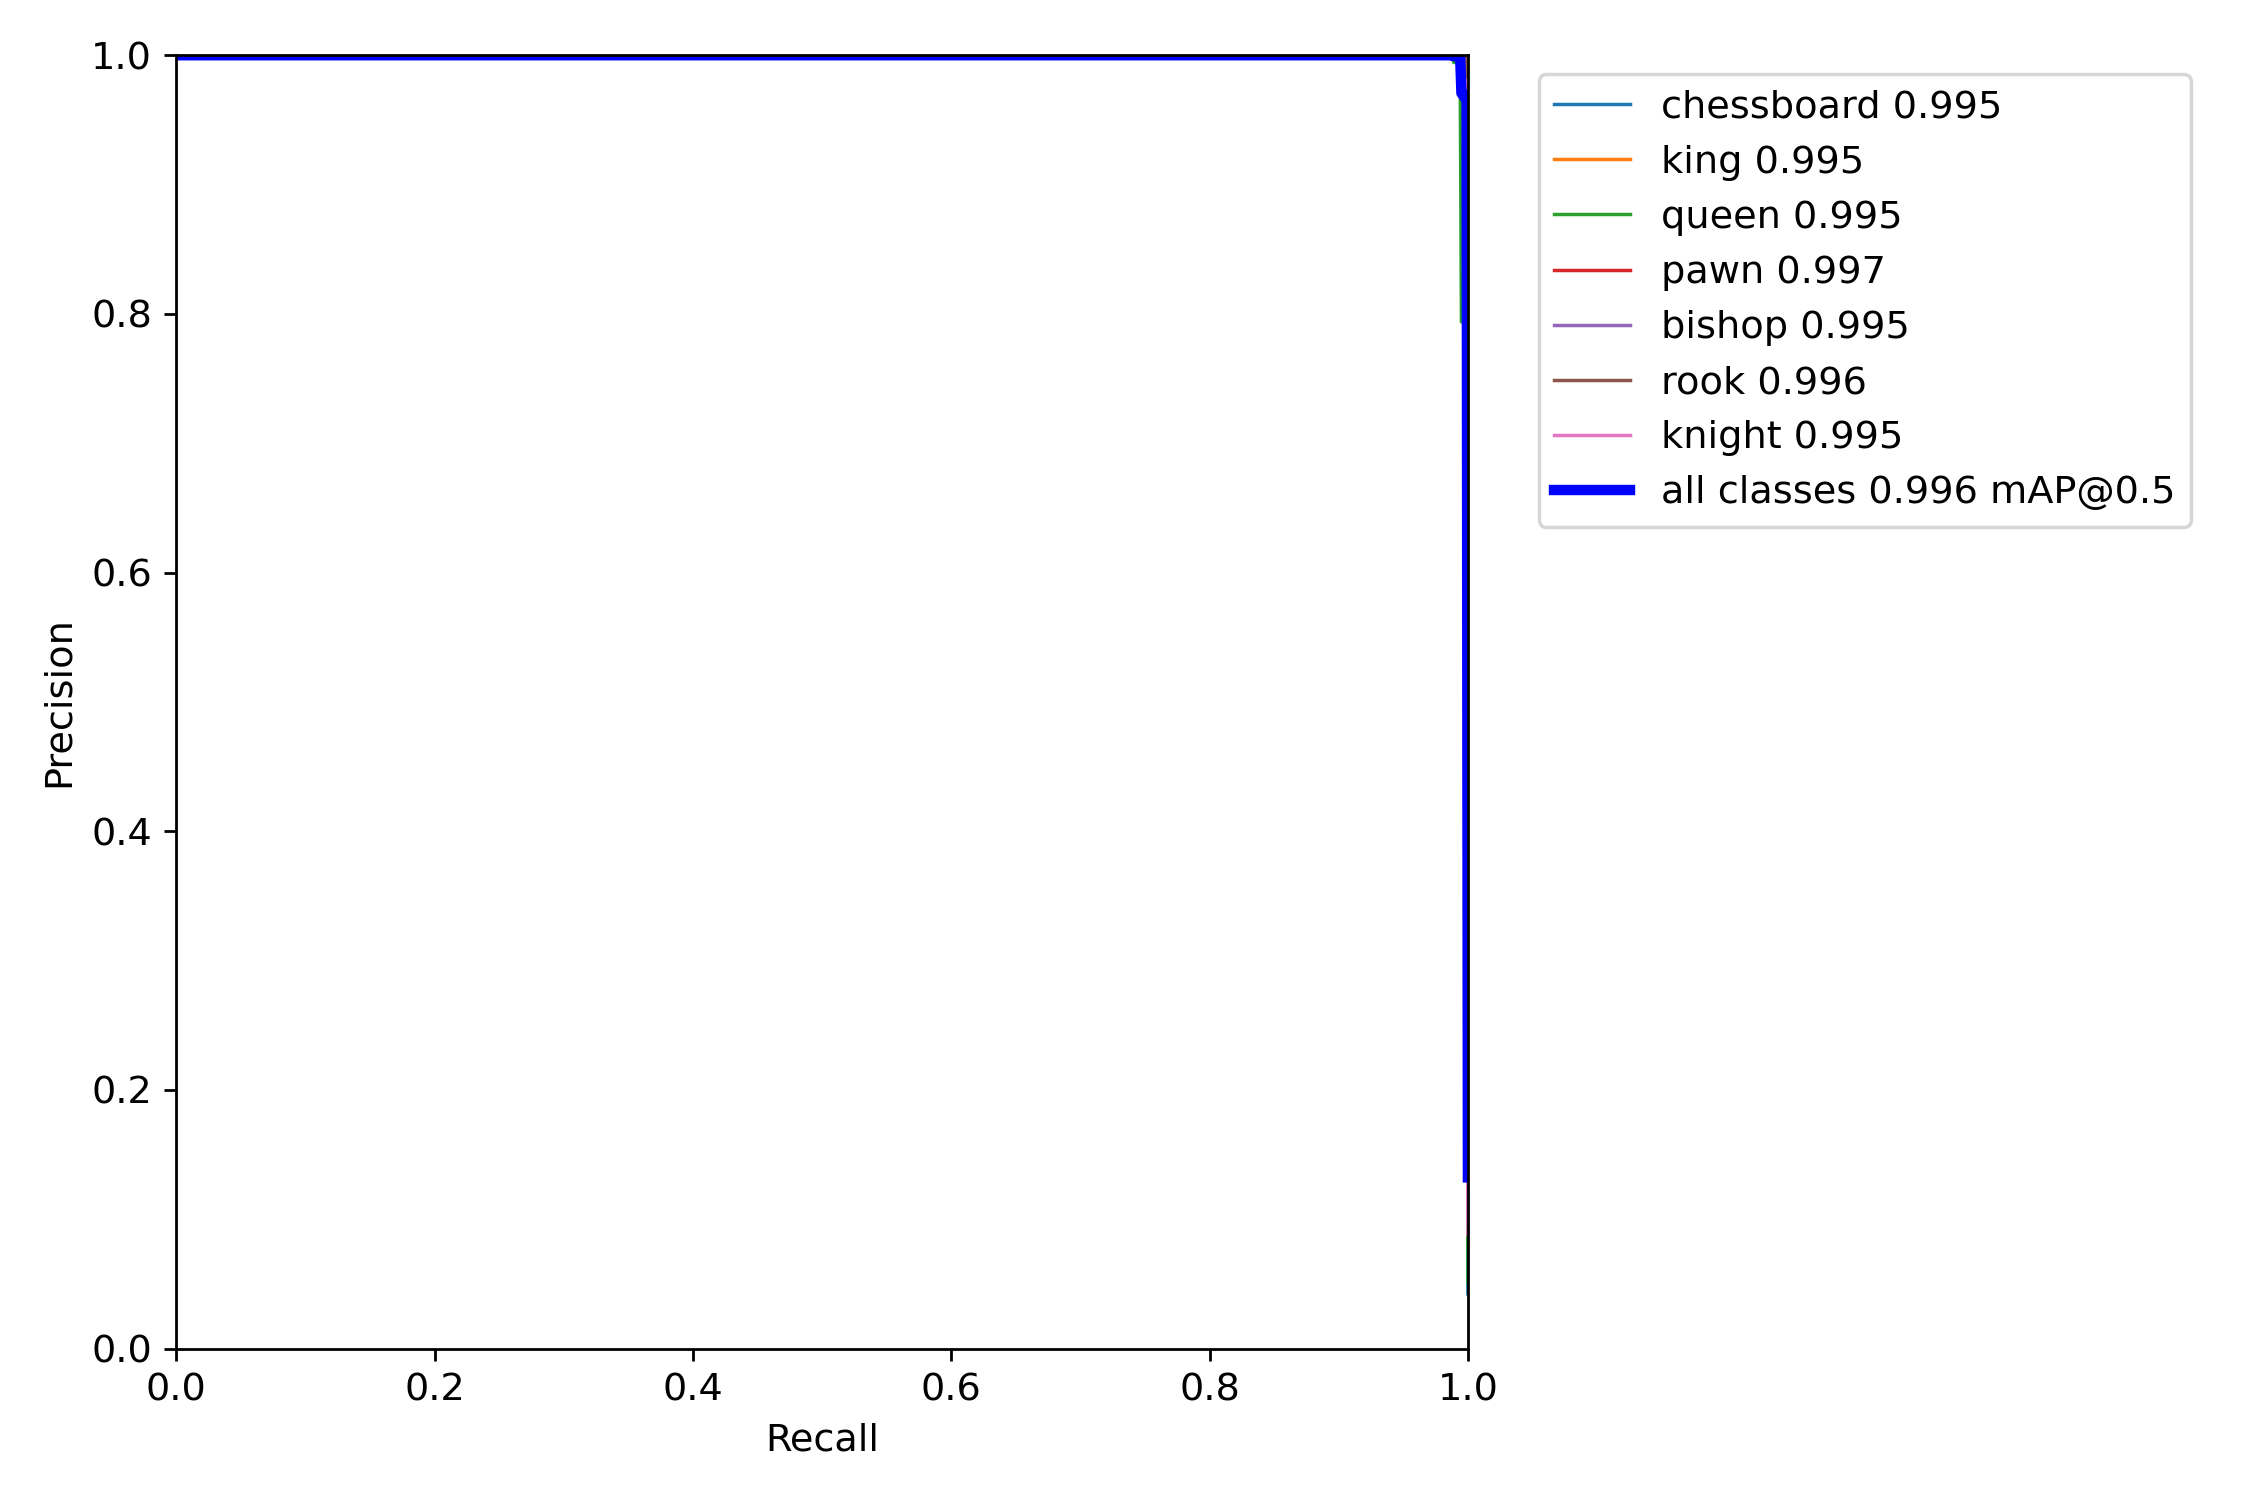 1.0
0.8
0.6
0.4
0.2
0.0
Precision
0.0 0.2 0.4 0.6 0.8 1.0
Recall
chessboard 0.995
king 0.995
queen 0.995
pawn 0.997
bishop 0.995
rook 0.996
knight 0.995
all classes 0.996 mAP@0.5